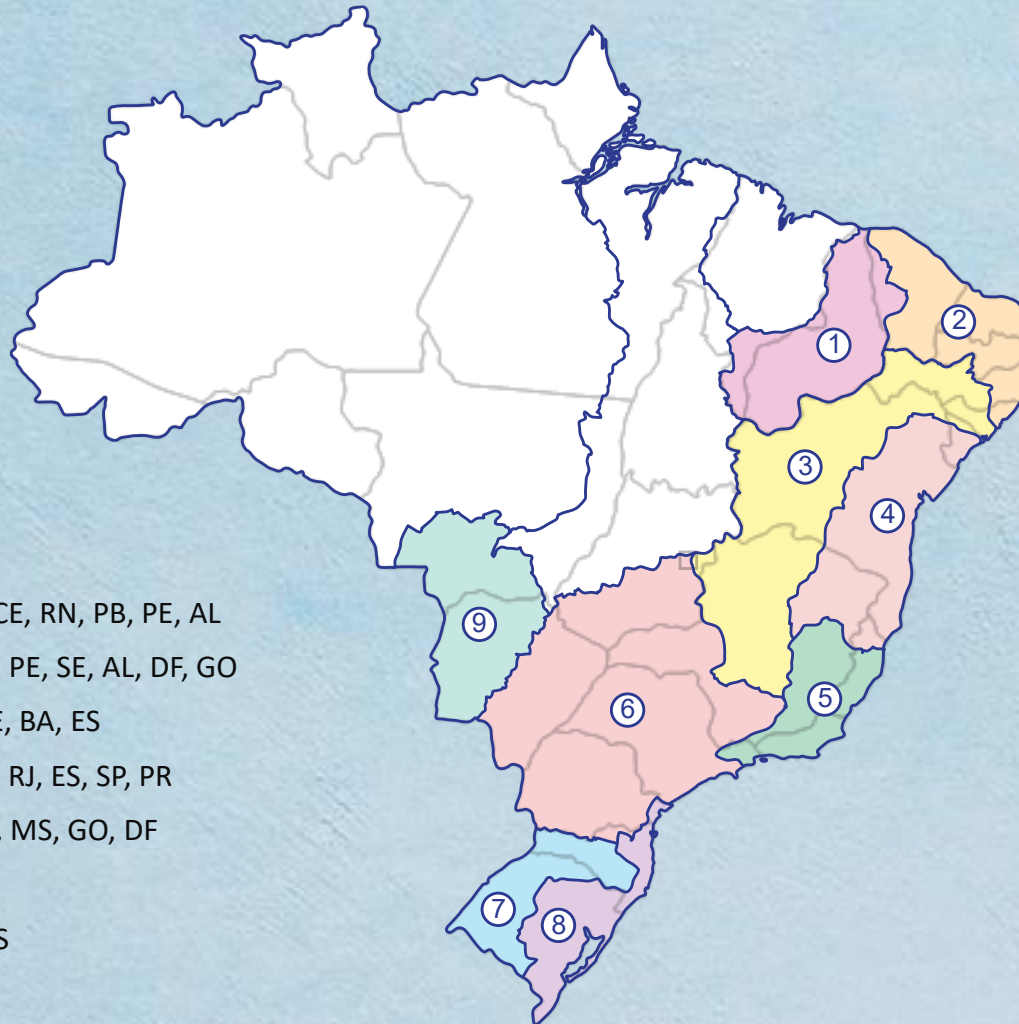 CE, RN, PB, PE, AL
PE, SE, AL, DF, GO
E, BA, ES
RJ, ES, SP, PR
, MS, GO, DF
S
1
2
3
4
5
6
7
8
9